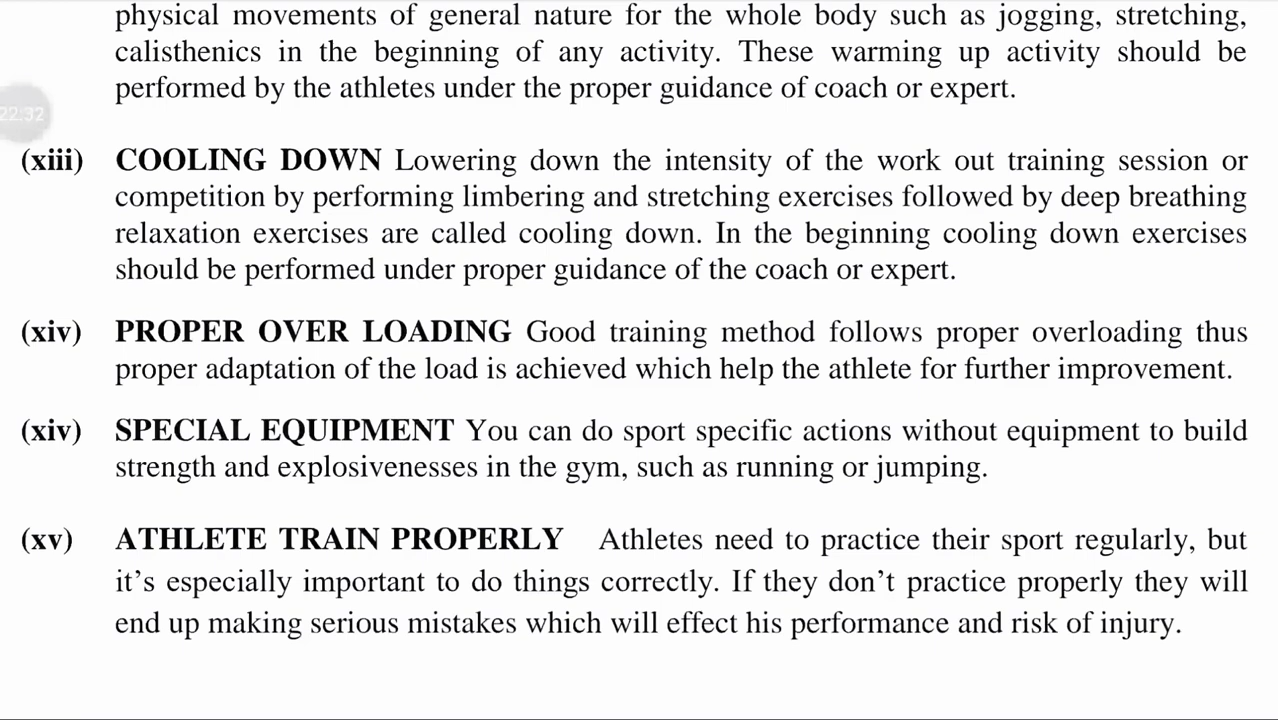 physical movements of general nature for the whole body such as jogging, stretching,
calisthenics in the beginning of any activity. These warming up activity should be
performed by the athletes under the proper guidance of coach or expert.
22:32
(xiii) COOLING DOWN Lowering down the intensity of the work out training session or
competition by performing limbering and stretching exercises followed by deep breathing
relaxation exercises are called cooling down. In the beginning cooling down exercises
should be performed under proper guidance of the coach or expert.
(xiv) PROPER OVER LOADING Good training method follows proper overloading thus
proper adaptation of the load is achieved which help the athlete for further improvement.
(xiv) SPECIAL EQUIPMENT You can do sport specific actions without equipment to build
strength and explosivenesses in the gym, such as running or jumping.
(xv) ATHLETE TRAIN PROPERLY Athletes need to practice their sport regularly, but
it’s especially important to do things correctly. If they don’t practice properly they will
end up making serious mistakes which will effect his performance and risk of injury.